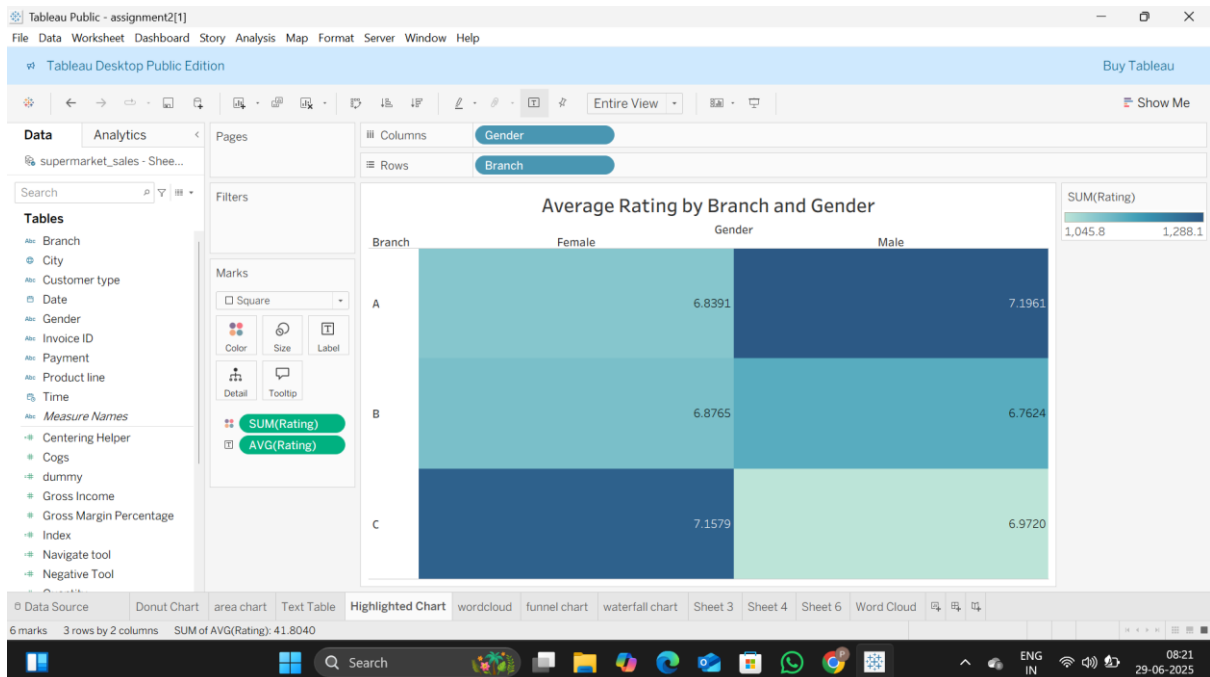 Tableau Public - assignment2[1]
File Data Worksheet Dashboard Story Analysis Map Format Server Window Help
Tableau Desktop Public Edition
Buy Tableau
Entire View
Show Me
Data Analytics
supermarket_sales - Shee...
Search
Tables
Abc Branch
City
Abc Customer type
Date
Abc Gender
Abc Invoice ID
Abc Payment
Abc Product line
Time
Abc Measure Names
=# Centering Helper
# Cogs
=# dummy
# Gross Income
# Gross Margin Percentage
=# Index
=# Navigate tool
=# Negative Tool
Pages
Filters
Marks
Square
Color Size Label
Detail Tooltip
SUM(Rating)
AVG(Rating)
Columns Gender
Rows Branch
Average Rating by Branch and Gender
Gender
Branch Female Male
A 6.8391 7.1961
B 6.8765 6.7624
C 7.1579 6.9720
SUM(Rating)
1,045.8 1,288.1
Data Source Donut Chart area chart Text Table Highlighted Chart wordcloud funnel chart waterfall chart Sheet 3 Sheet 4 Sheet 6 Word Cloud
6 marks 3 rows by 2 columns SUM of AVG(Rating): 41.8040
Search
ENG
IN
08:21
29-06-2025